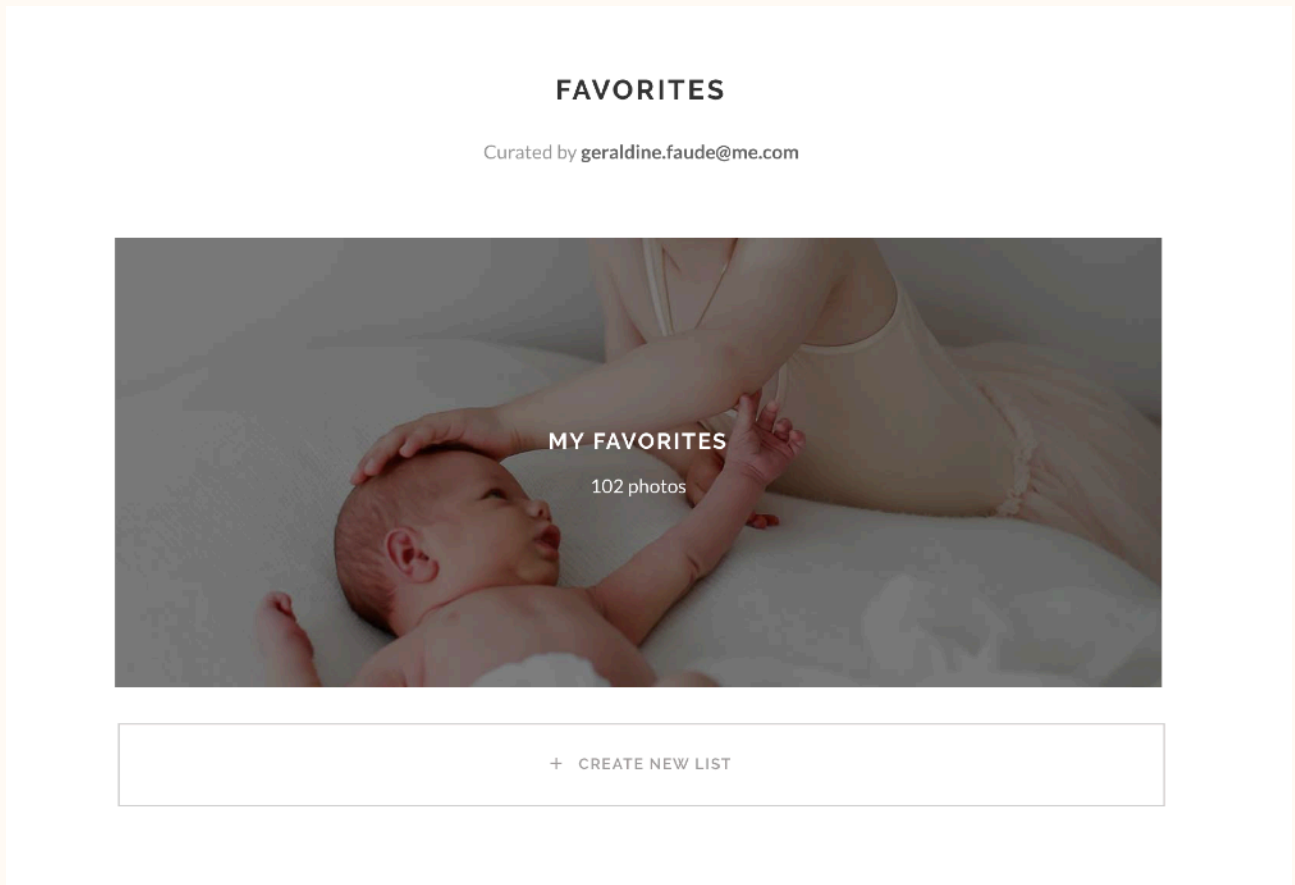 FAVORITES
Curated by geraldine.faude@me.com
MY FAVORITES
102 photos
+ CREATE NEW LIST